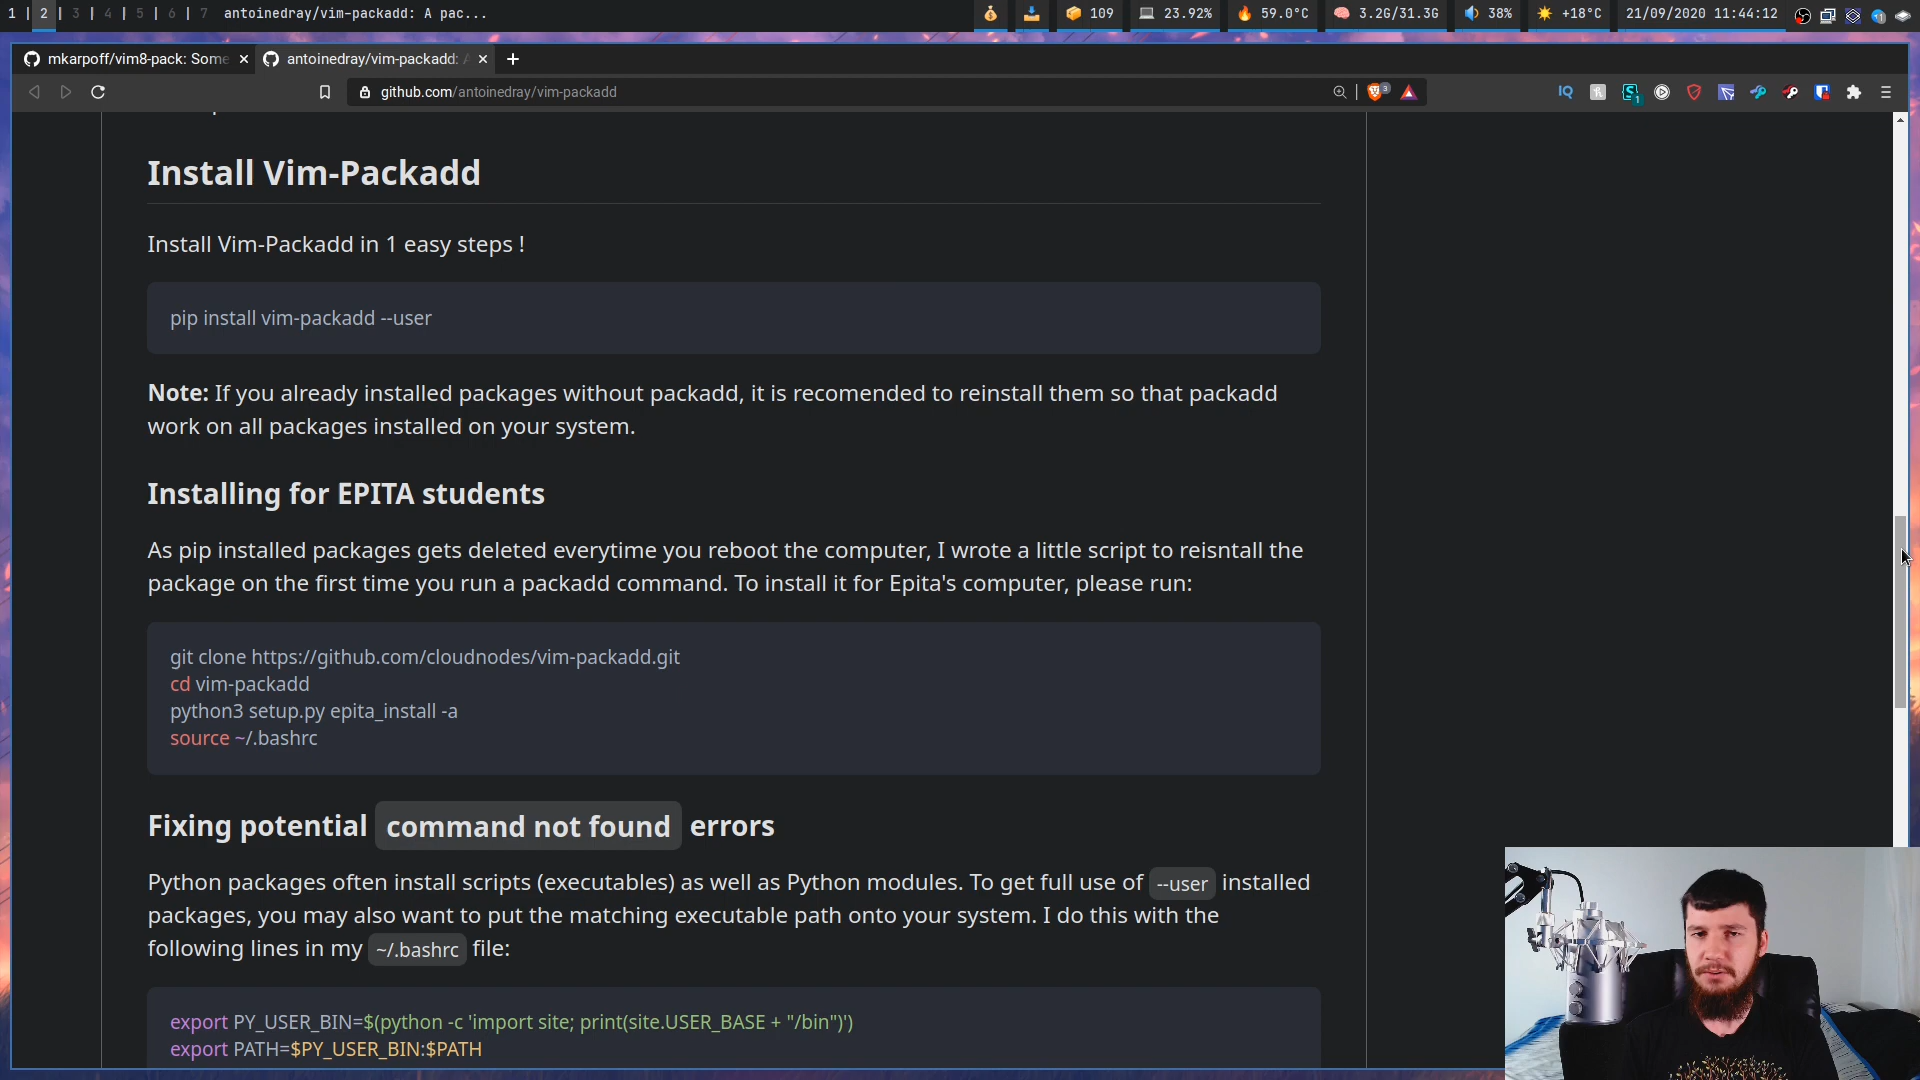 1 | 2 | 3 | 4 | 5 | 6 | 7 antoinedray/vim-packadd: A pac...
109 23.92% 59.0°C 3.2G/31.3G 38% +18°C 21/09/2020 11:44:12
mkarpoff/vim8-pack: Some antoinedray/vim-packadd: A
github.com/antoinedray/vim-packadd
Install Vim-Packadd
Install Vim-Packadd in 1 easy steps !
pip install vim-packadd --user
Note: If you already installed packages without packadd, it is recomended to reinstall them so that packadd
work on all packages installed on your system.
Installing for EPITA students
As pip installed packages gets deleted everytime you reboot the computer, I wrote a little script to reisntall the
package on the first time you run a packadd command. To install it for Epita's computer, please run:
git clone https://github.com/cloudnodes/vim-packadd.git
cd vim-packadd
python3 setup.py epita_install -a
source ~/.bashrc
Fixing potential command not found errors
Python packages often install scripts (executables) as well as Python modules. To get full use of --user installed
packages, you may also want to put the matching executable path onto your system. I do this with the
following lines in my ~/.bashrc file:
export PY_USER_BIN=$(python -c 'import site; print(site.USER_BASE + "/bin")')
export PATH=$PY_USER_BIN:$PATH